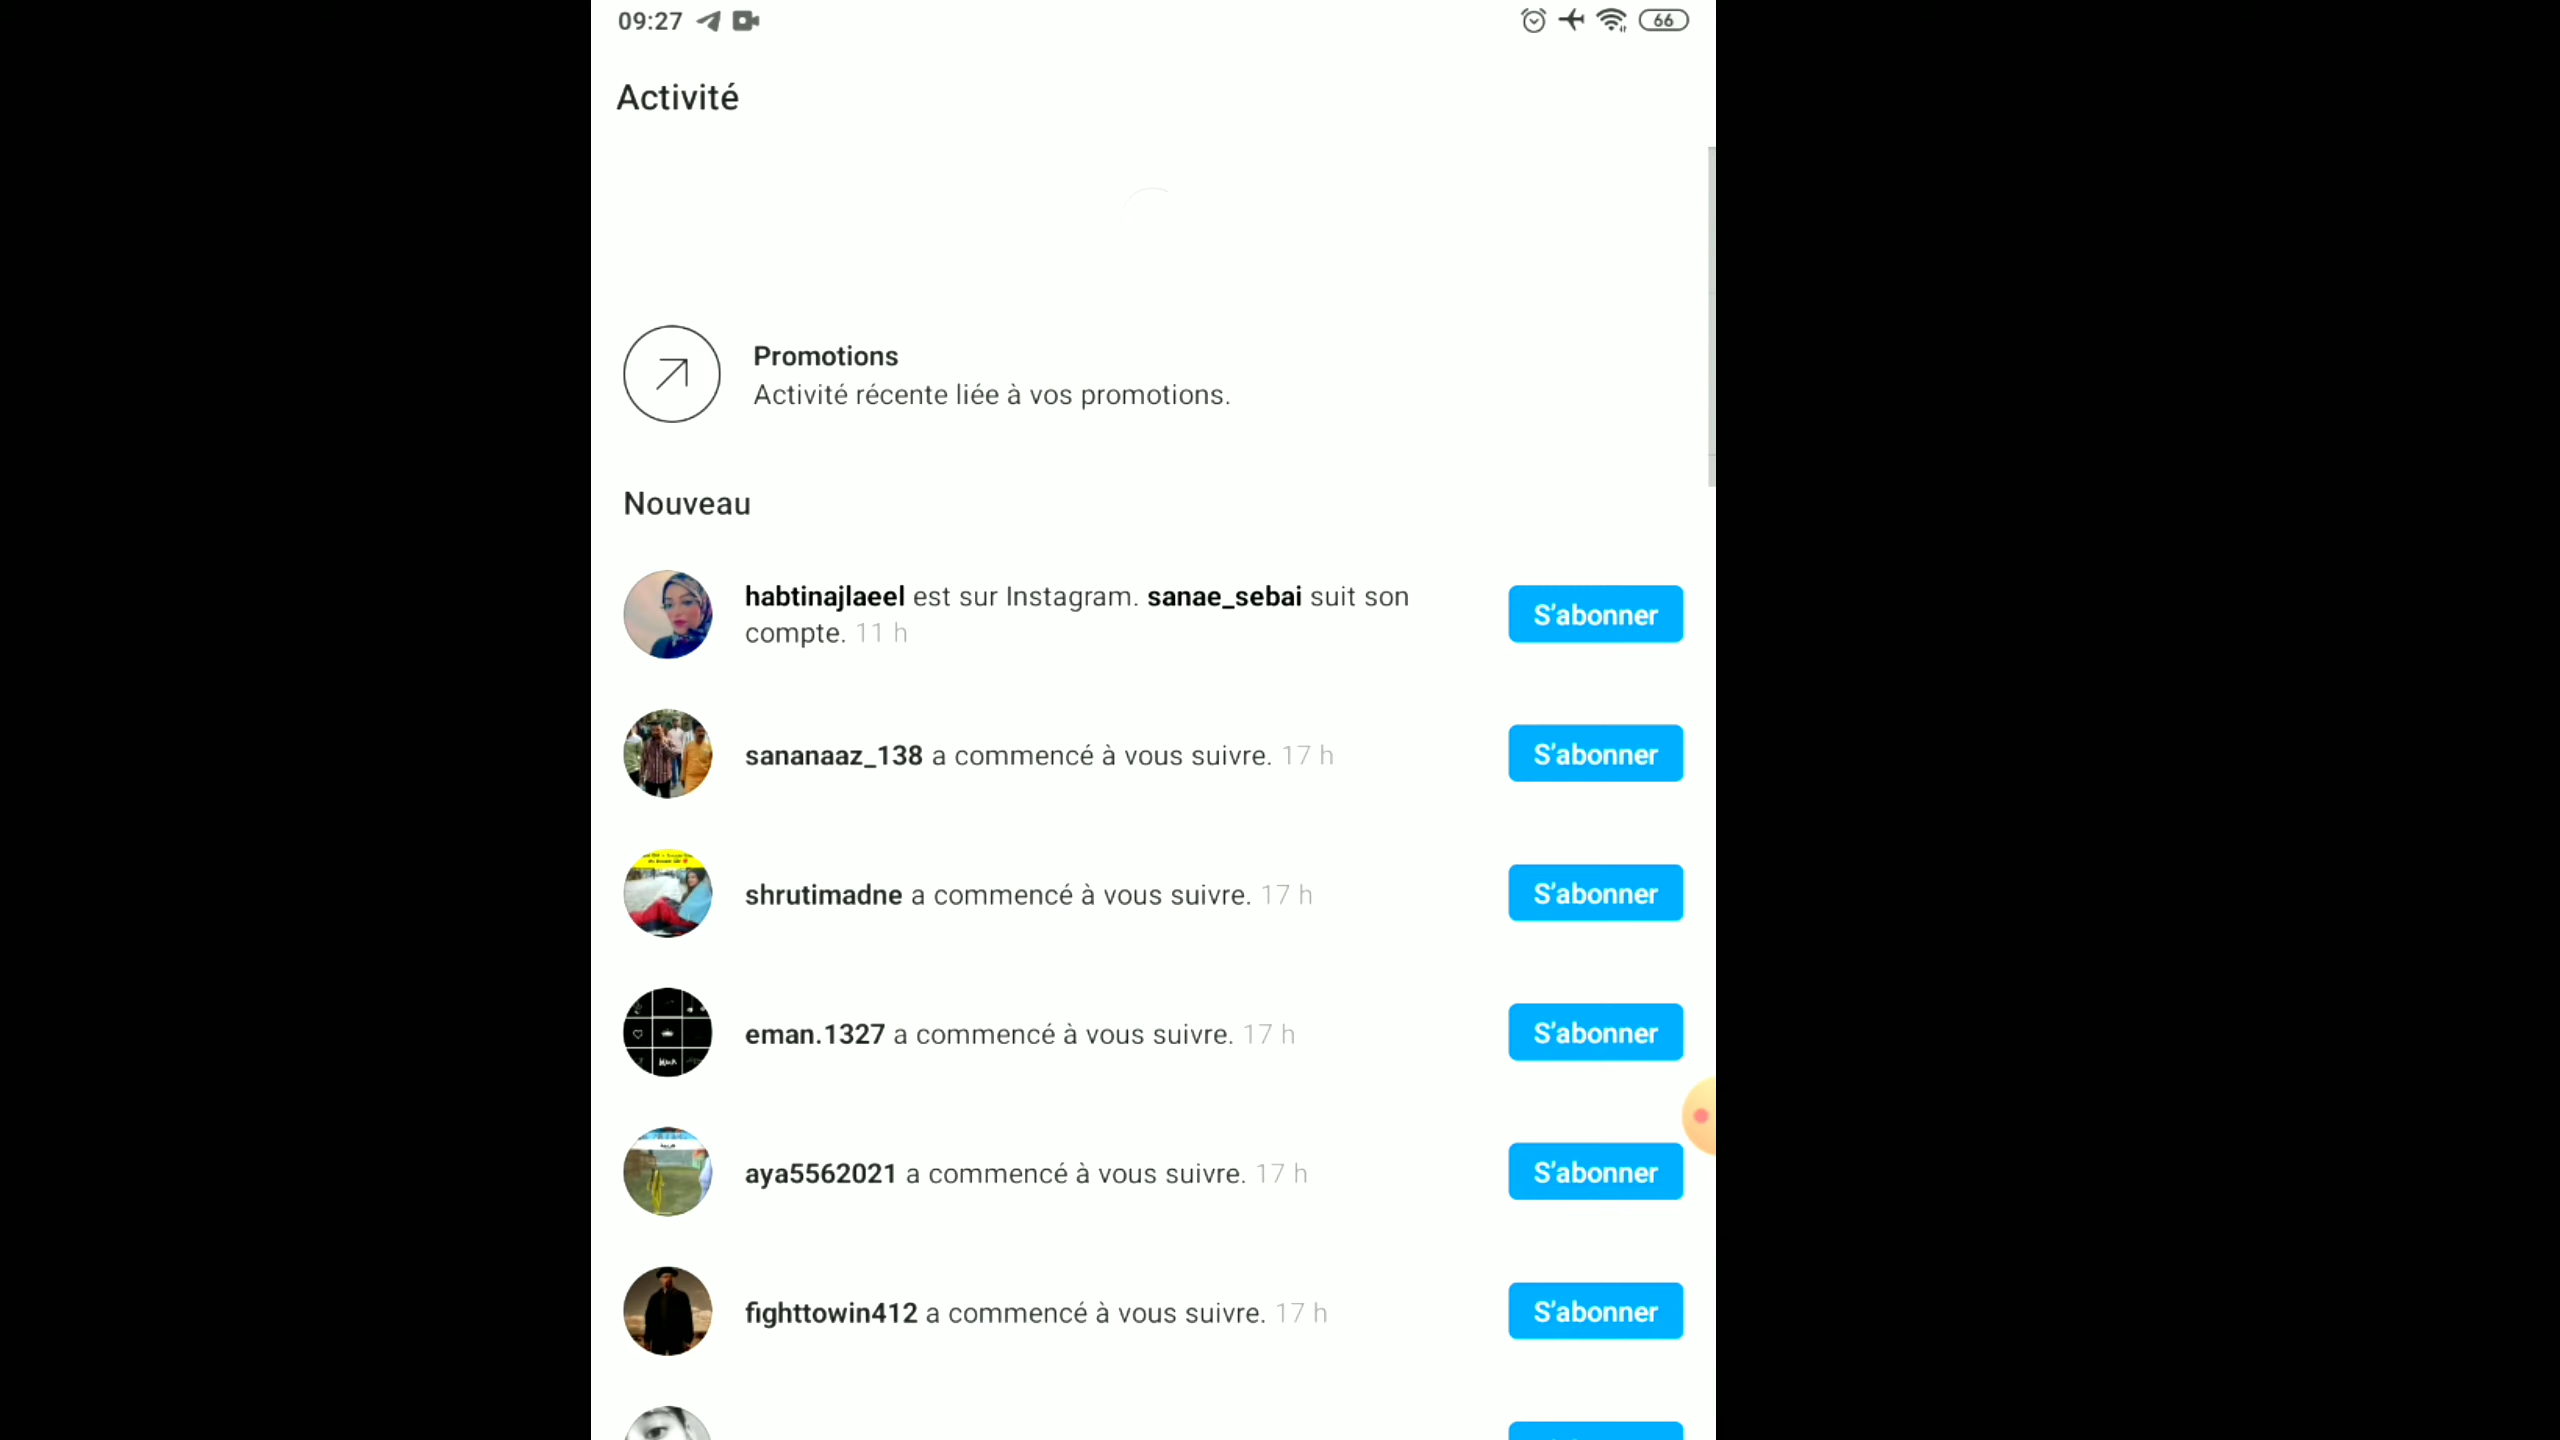 09:27
66
Activité
Promotions
Activité récente liée à vos promotions.
Nouveau
habtinajlaeel est sur Instagram. sanae_sebai suit son
compte. 11 h
S'abonner
sananaaz_138 a commencé à vous suivre. 17 h
S'abonner
shrutimadne a commencé à vous suivre. 17 h
S'abonner
eman.1327 a commencé à vous suivre. 17 h
S'abonner
aya5562021 a commencé à vous suivre. 17 h
S'abonner
fighttowin412 a commencé à vous suivre. 17 h
S'abonner